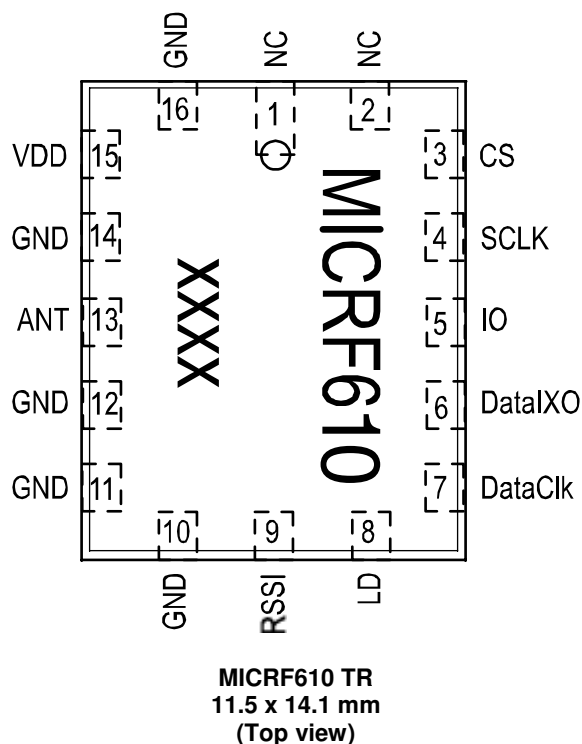 GND
NC
NC
16
1
2
VDD
15
3
CS
GND
14
4
SCLK
ANT
13
5
IO
GND
12
6
DataIXO
GND
11
7
DataClk
MICRF610
XXXX
10
9
8
GND
RSSI
LD
MICRF610 TR
11.5 x 14.1 mm
(Top view)